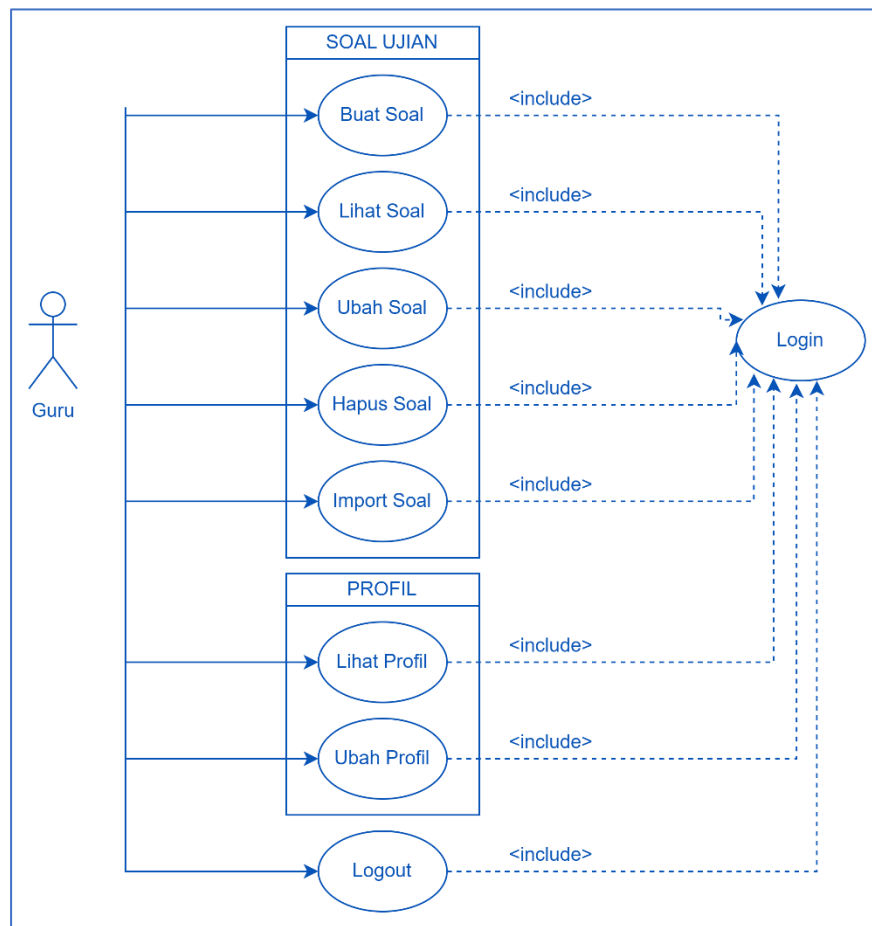 SOAL UJIAN
Buat Soal
<include>
Lihat Soal
<include>
Ubah Soal
<include>
Login
Guru
Hapus Soal
<include>
Import Soal
<include>
PROFIL
Lihat Profil
<include>
Ubah Profil
<include>
Logout
<include>